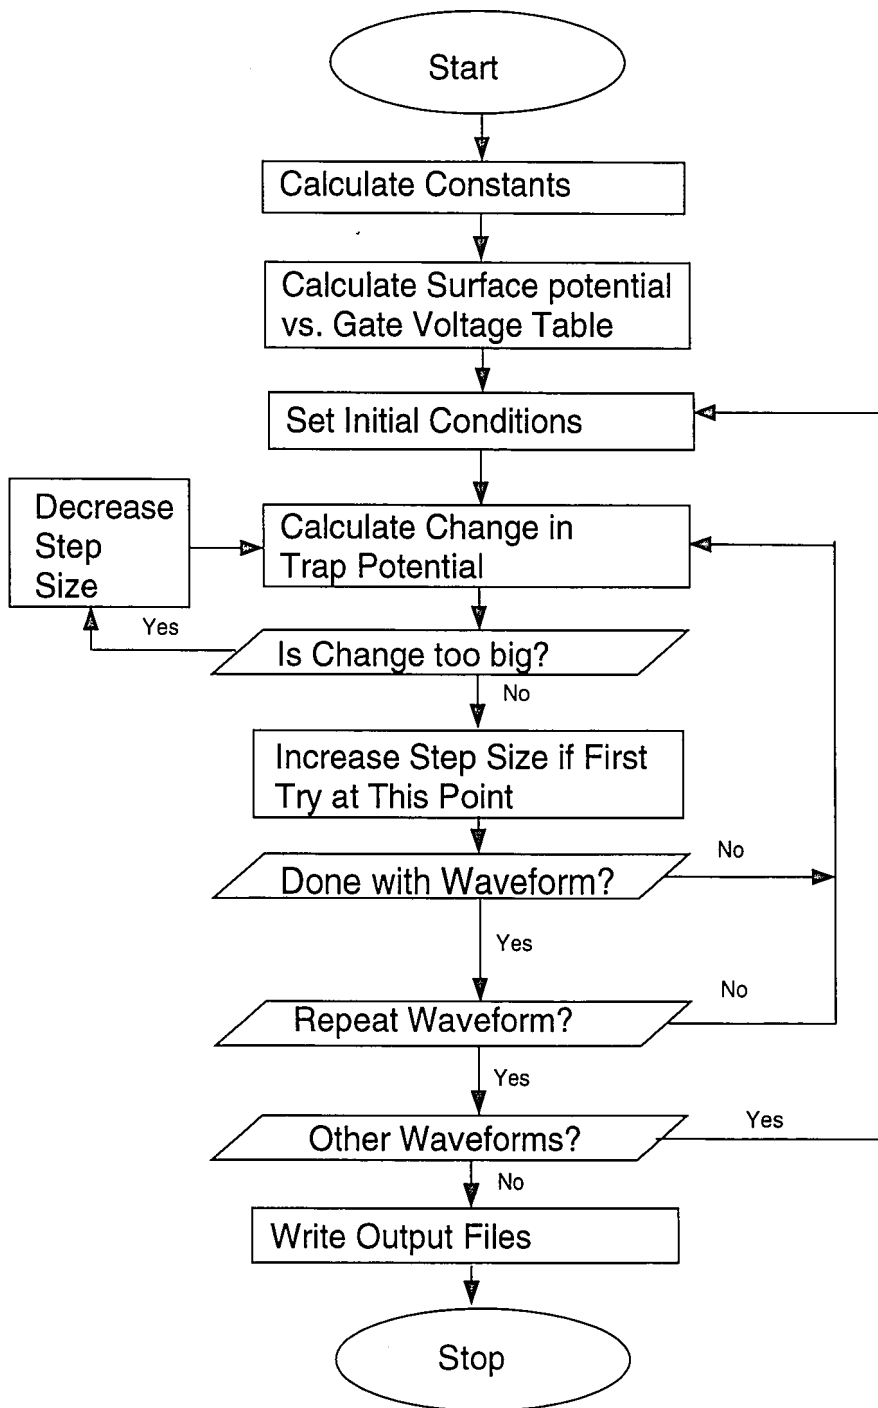 Start
Calculate Constants
Calculate Surface potential
vs. Gate Voltage Table
Set Initial Conditions
Decrease
Step
Size
Calculate Change in
Trap Potential
Yes
Is Change too big?
No
Increase Step Size if First
Try at This Point
No
Done with Waveform?
Yes
No
Repeat Waveform?
Yes
Other Waveforms?
Yes
No
Write Output Files
Stop